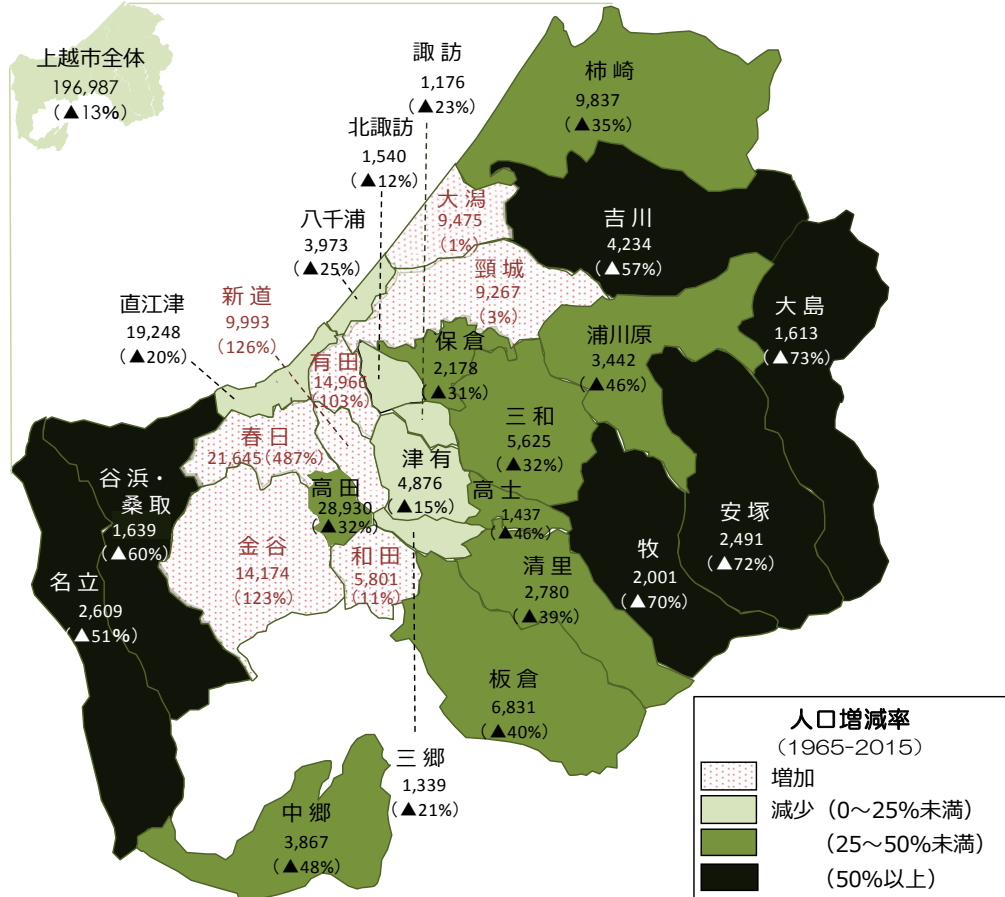 上越市全体
196,987
(▲13%)
諏訪
1,176
(▲23%)
北諏訪
1,540
(▲12%)
八千浦
3,973
(▲25%)
直江津
19,248
(▲20%)
新道
9,993
(126%)
柿崎
9,837
(▲35%)
大潟
9,475
(1%)
吉川
4,234
(▲57%)
頸城
9,267
(3%)
大島
1,613
(▲73%)
浦川原
3,442
(▲46%)
保倉
2,178
(▲31%)
有田
14,966
(103%)
三和
5,625
(▲32%)
春日
21,645(487%)
津有
4,876
(▲15%)
高田
28,930
(▲32%)
高士
1,437
(▲46%)
谷浜・
桑取
1,639
(▲60%)
安塚
2,491
(▲72%)
牧
2,001
(▲70%)
金谷
14,174
(123%)
和田
5,801
(11%)
清里
2,780
(▲39%)
名立
2,609
(▲51%)
板倉
6,831
(▲40%)
三郷
1,339
(▲21%)
中郷
3,867
(▲48%)
人口増減率
(1965-2015)
増加
減少（0～25%未満）
（25～50%未満）
（50%以上）